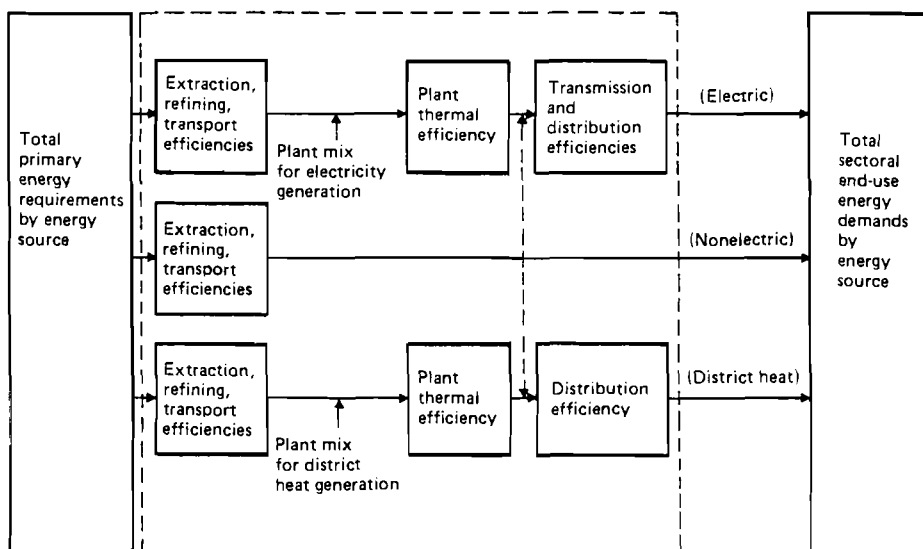 Total
primary
energy
requirements
by energy
source
Extraction,
refining,
transport
efficiencies
Plant mix
for electricity
generation
Plant
thermal
efficiency
Transmission
and
distribution
efficiencies
(Electric)
Extraction,
refining,
transport
efficiencies
(Nonelectric)
Extraction,
refining,
transport
efficiencies
Plant mix
for district
heat generation
Plant
thermal
efficiency
Distribution
efficiency
(District heat)
Total
sectoral
end-use
energy
demands
by
energy
source